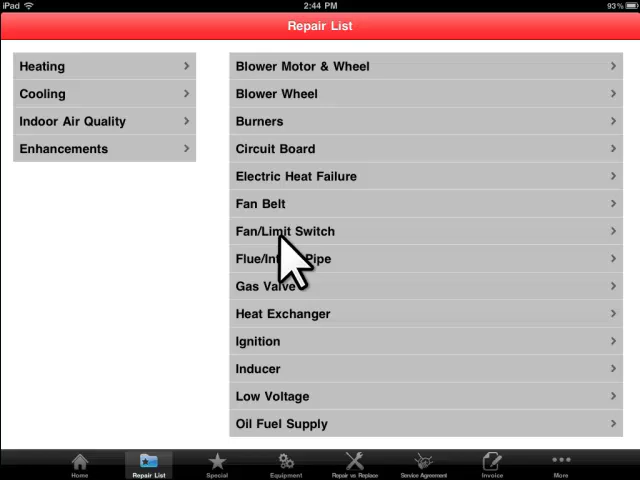 iPad
2:44 PM
93%
Repair List
Heating
Cooling
Indoor Air Quality
Enhancements
Blower Motor & Wheel
Blower Wheel
Burners
Circuit Board
Electric Heat Failure
Fan Belt
Fan/Limit Switch
Pipe
Gas Valve
Heat Exchanger
Ignition
Inducer
Low Voltage
Oil Fuel Supply
Home
Repair List
Special
Equipment
Repair vs Replace
Service Agreement
Invoice
More